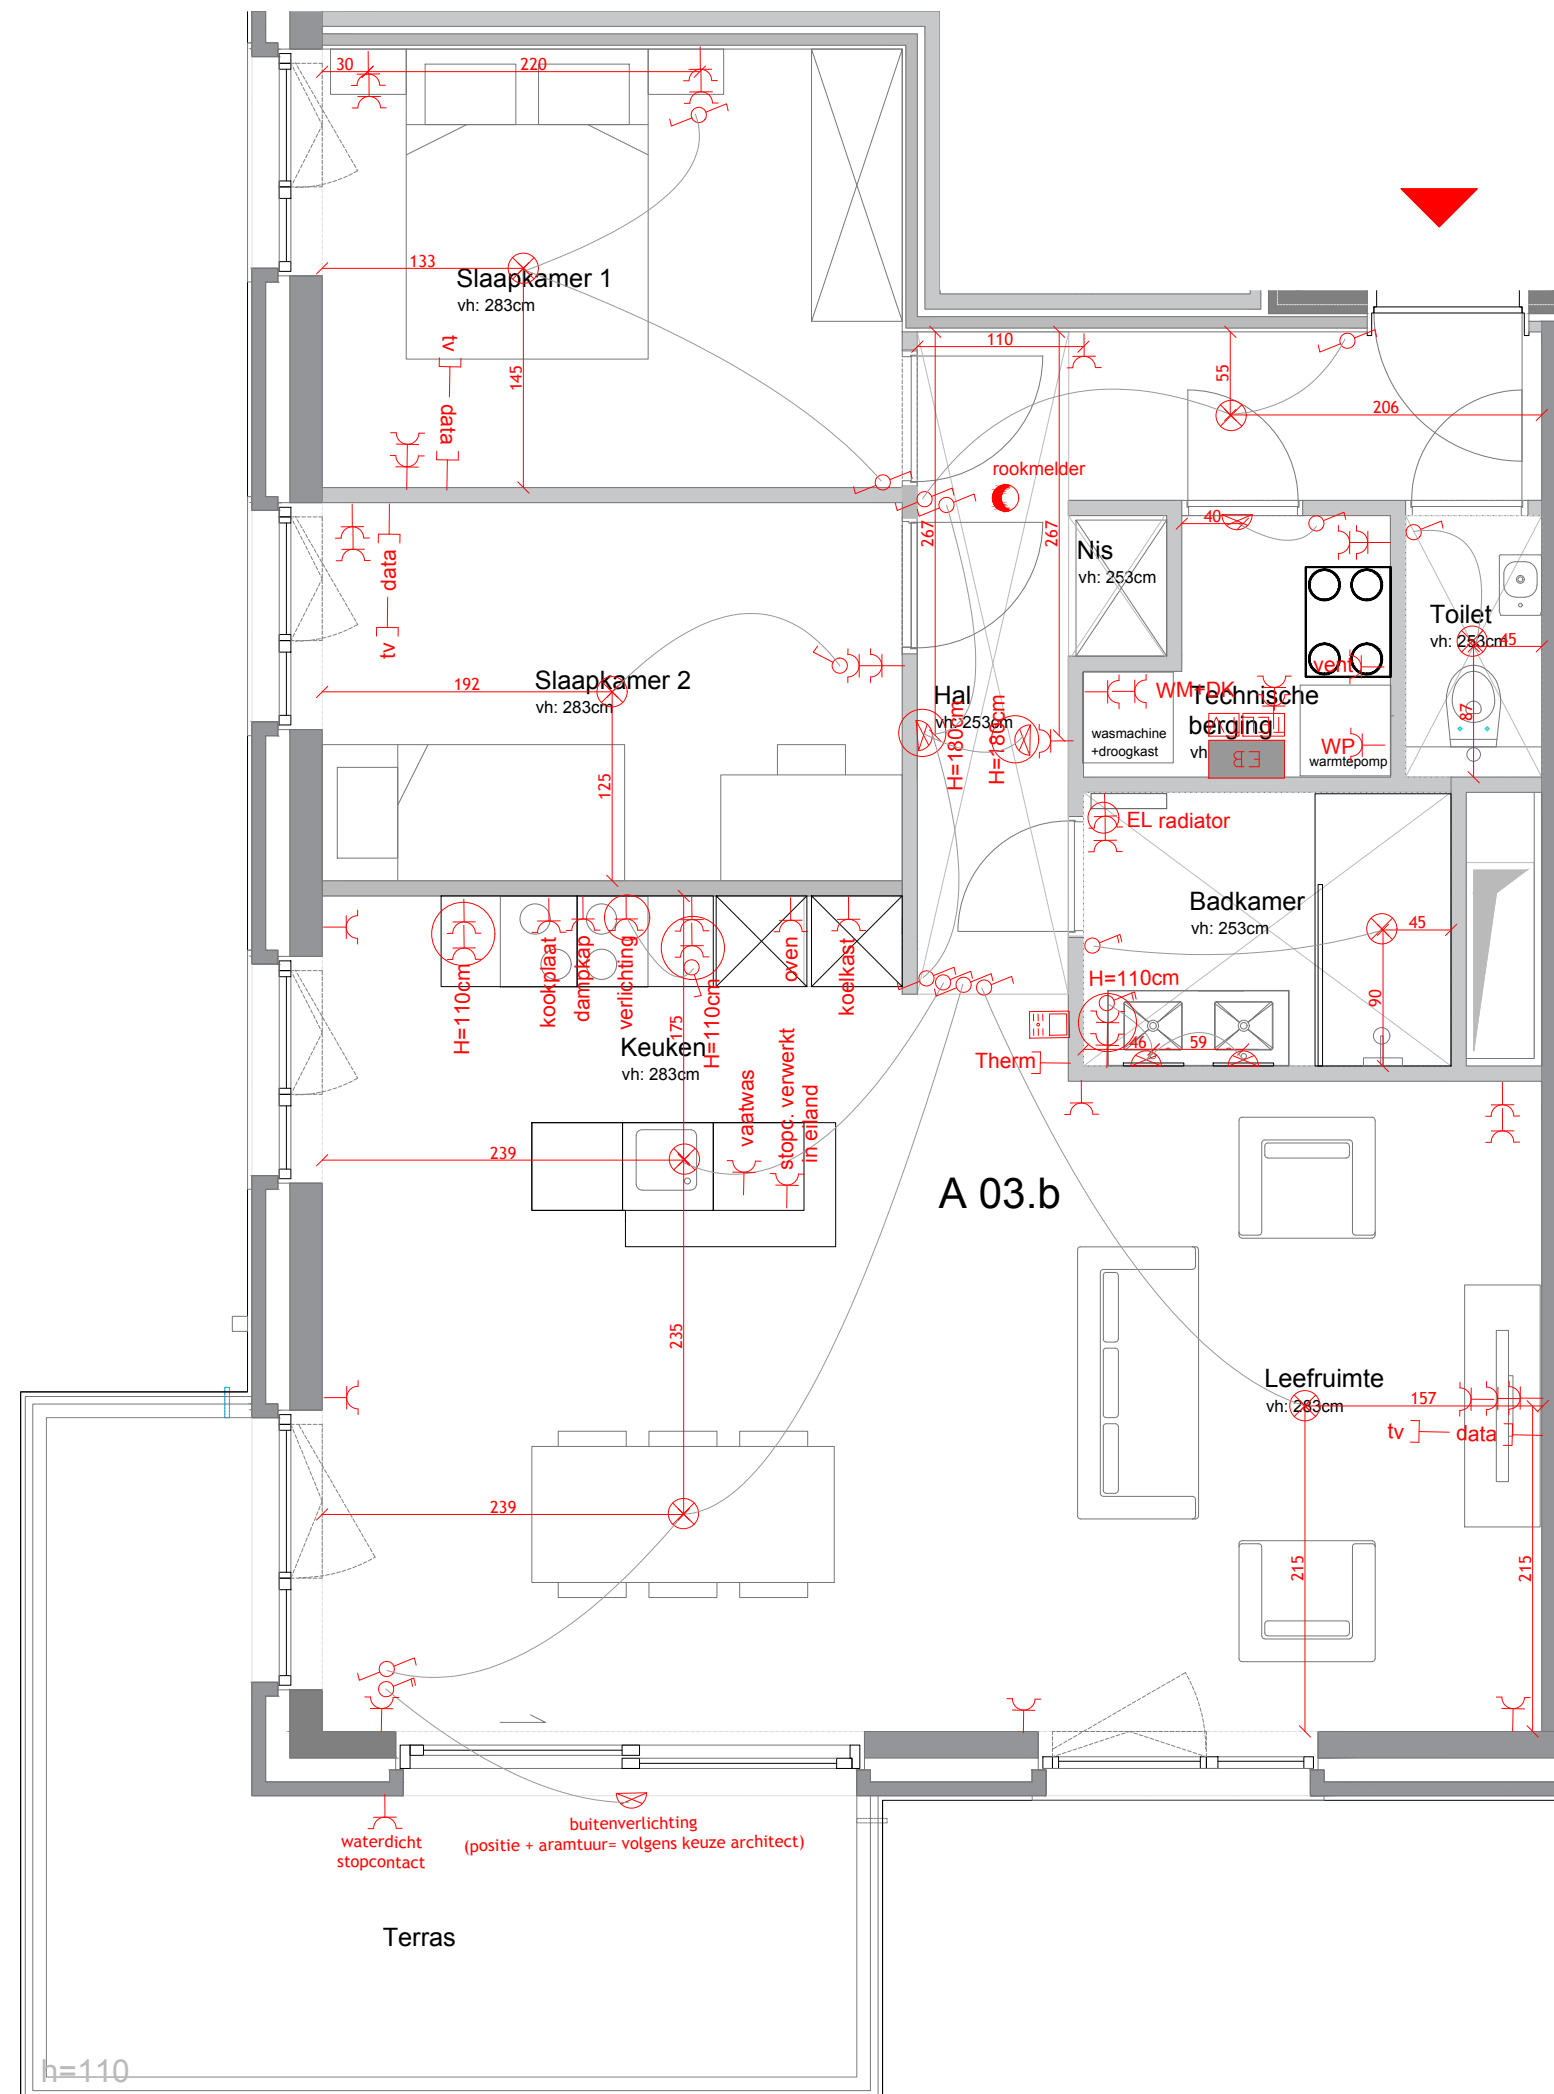 30
220
133
Slaapkamer 1
vh: 283cm
tv
data
145
110
55
206
rookmelder
267
267
40
Nis
vh: 253cm
Toilet
vh: 253cm
45
87
vent
data
tv
192
Slaapkamer 2
vh: 283cm
125
Hal
vh: 253cm
H=180cm
H=180cm
WM+DK
Technische
berging
vh
wasmachine
+droogkast
EB
WP
warmtepomp
EL radiator
Badkamer
vh: 253cm
45
90
H=110cm
46
59
Therm
H=110cm
kookplaat
dampkap
verlichting
H=110cm
oven
koelkast
175
Keuken
vh: 283cm
vaatwas
stopc. verwerkt
in eiland
239
A 03.b
235
Leefruimte
vh: 283cm
157
tv
data
239
215
215
buitenverlichting
(positie + aramtuur= volgens keuze architect)
waterdicht
stopcontact
Terras
h=110